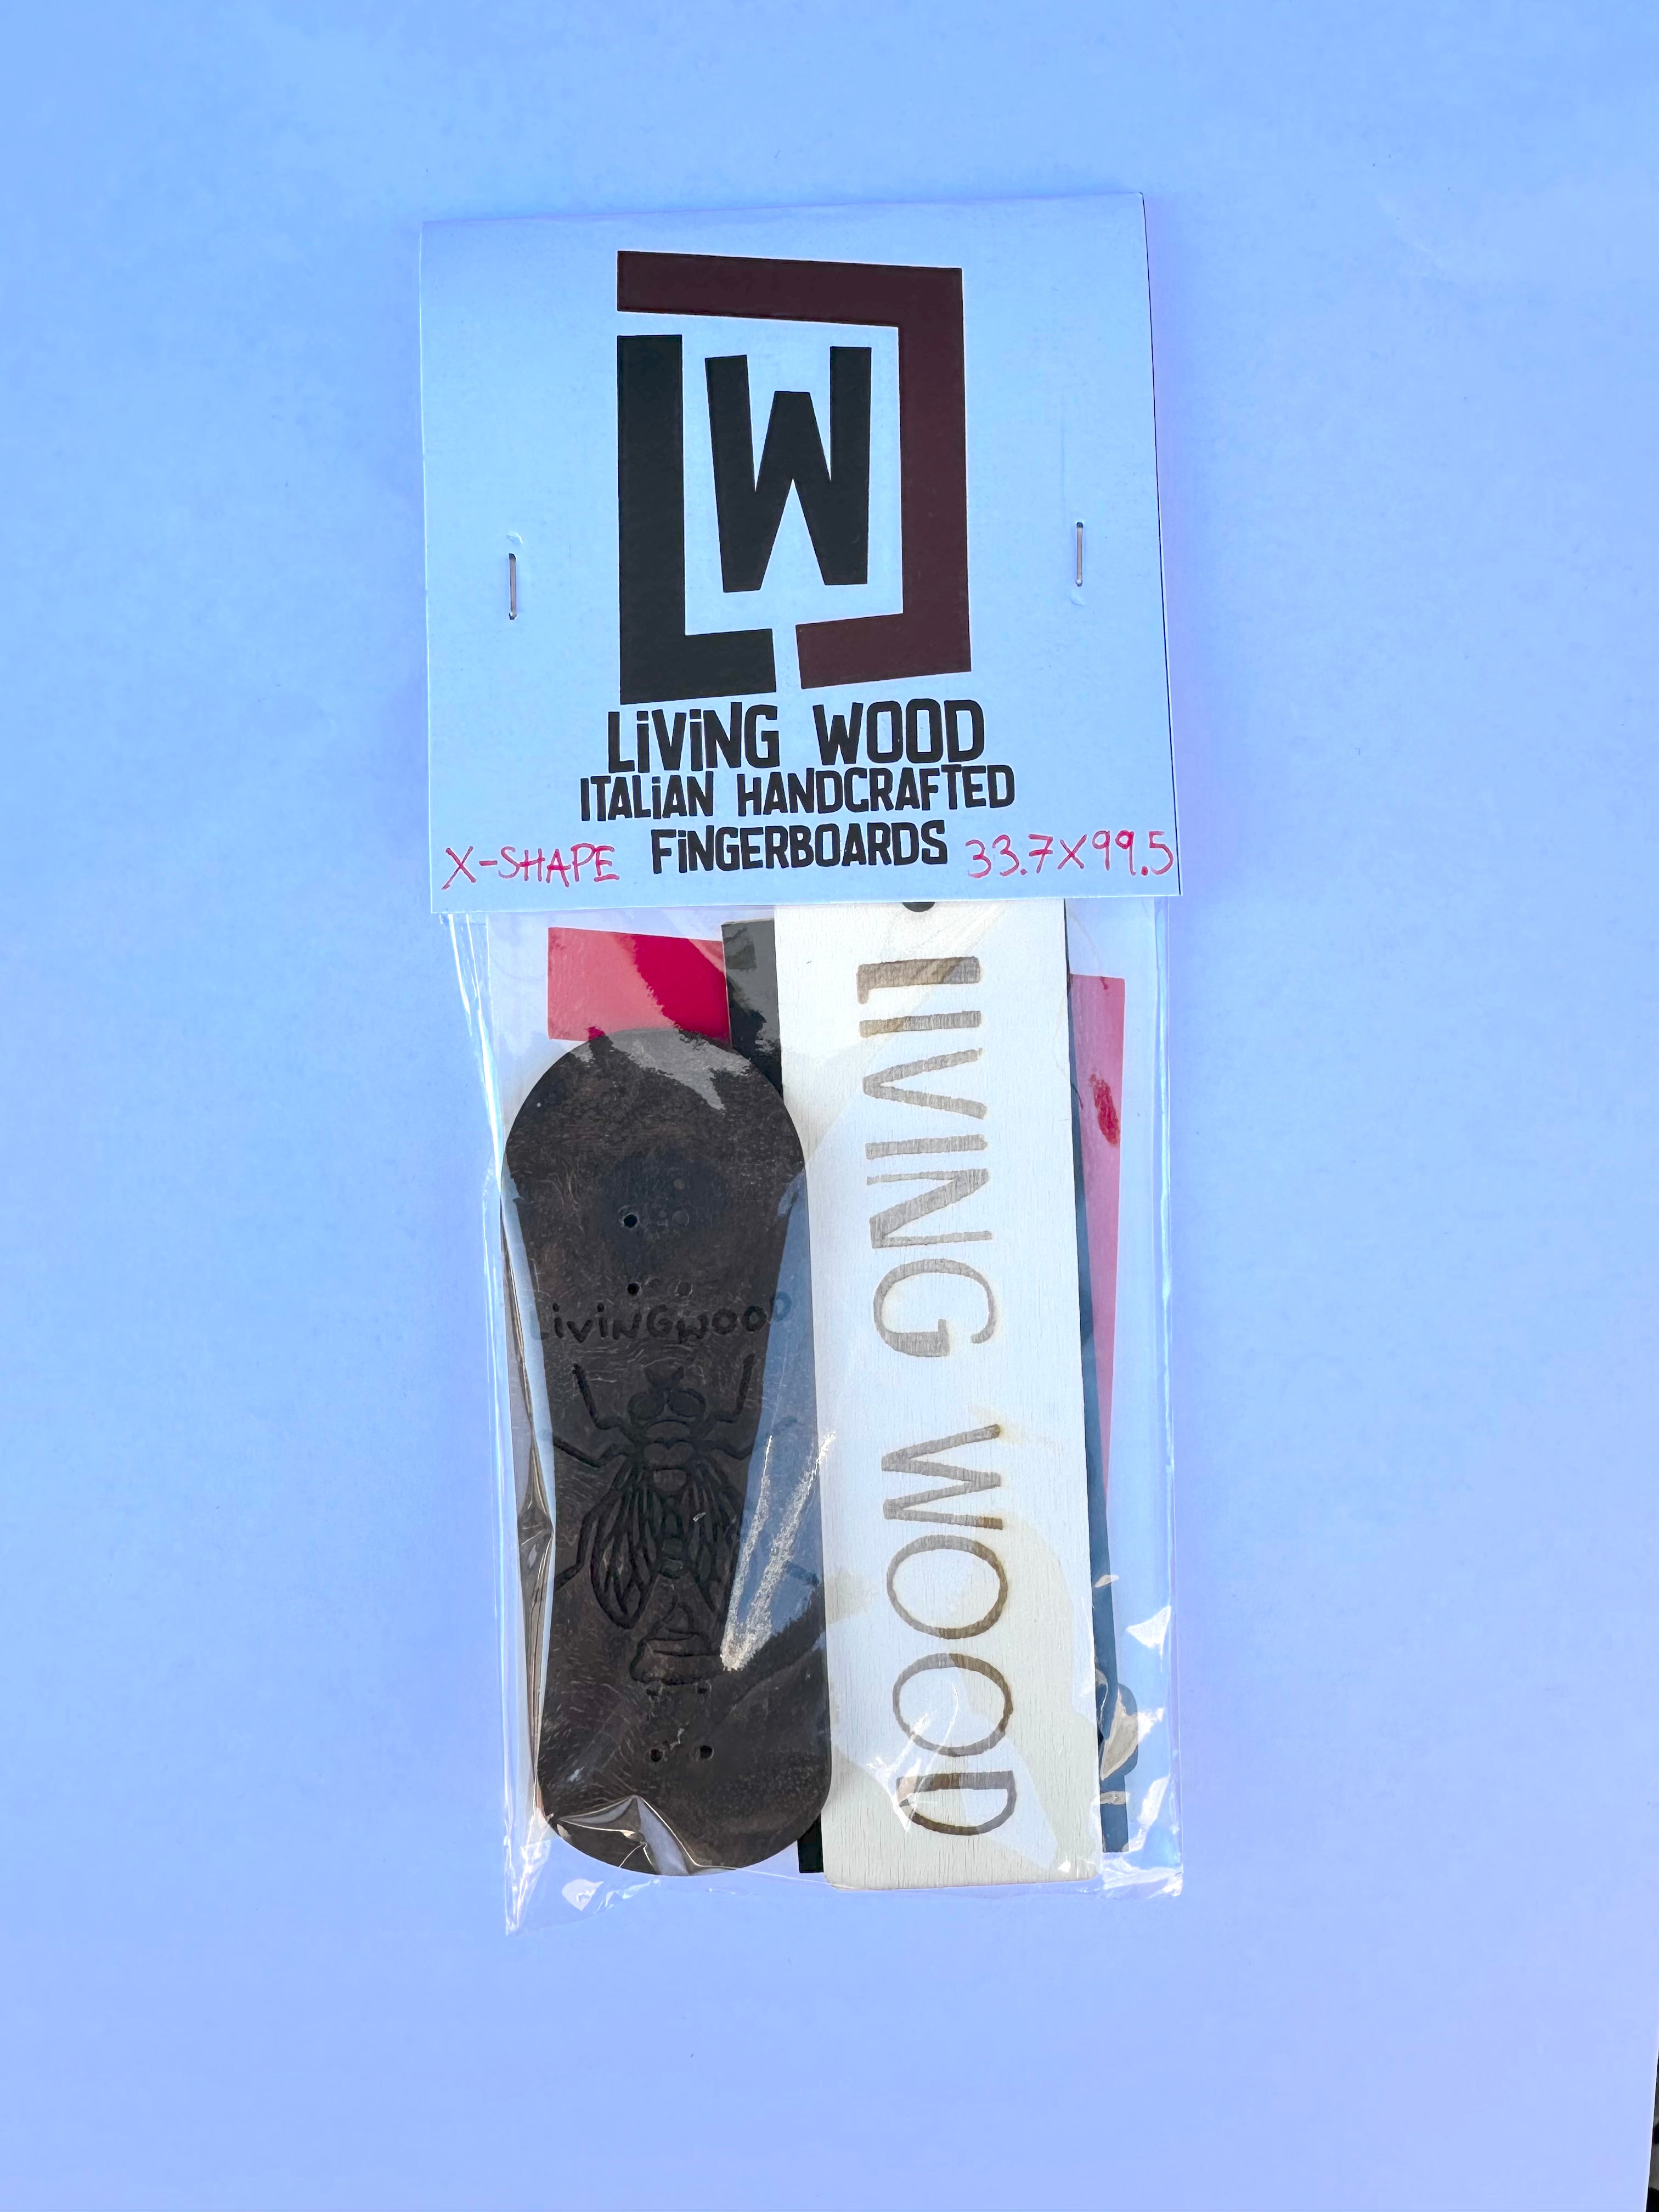 LW
LiViNG WOOD
ITALiAN HANDCRAFTED
FiNGERBOARDS
X-SHAPE
33.7X99.5
LiviNGWOOD
LIVING WOOD